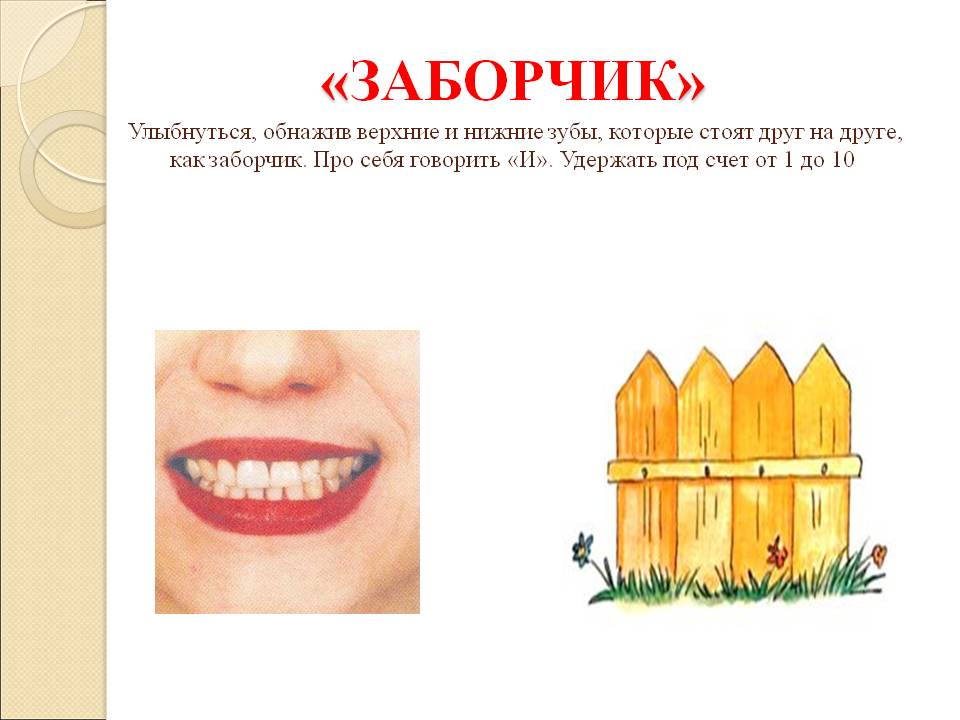 «ЗАБОРЧИК»
Улыбнуться, обнажив верхние и нижние зубы, которые стоят друг на друге,
как заборчик. Про себя говорить «И». Удержать под счет от 1 до 10